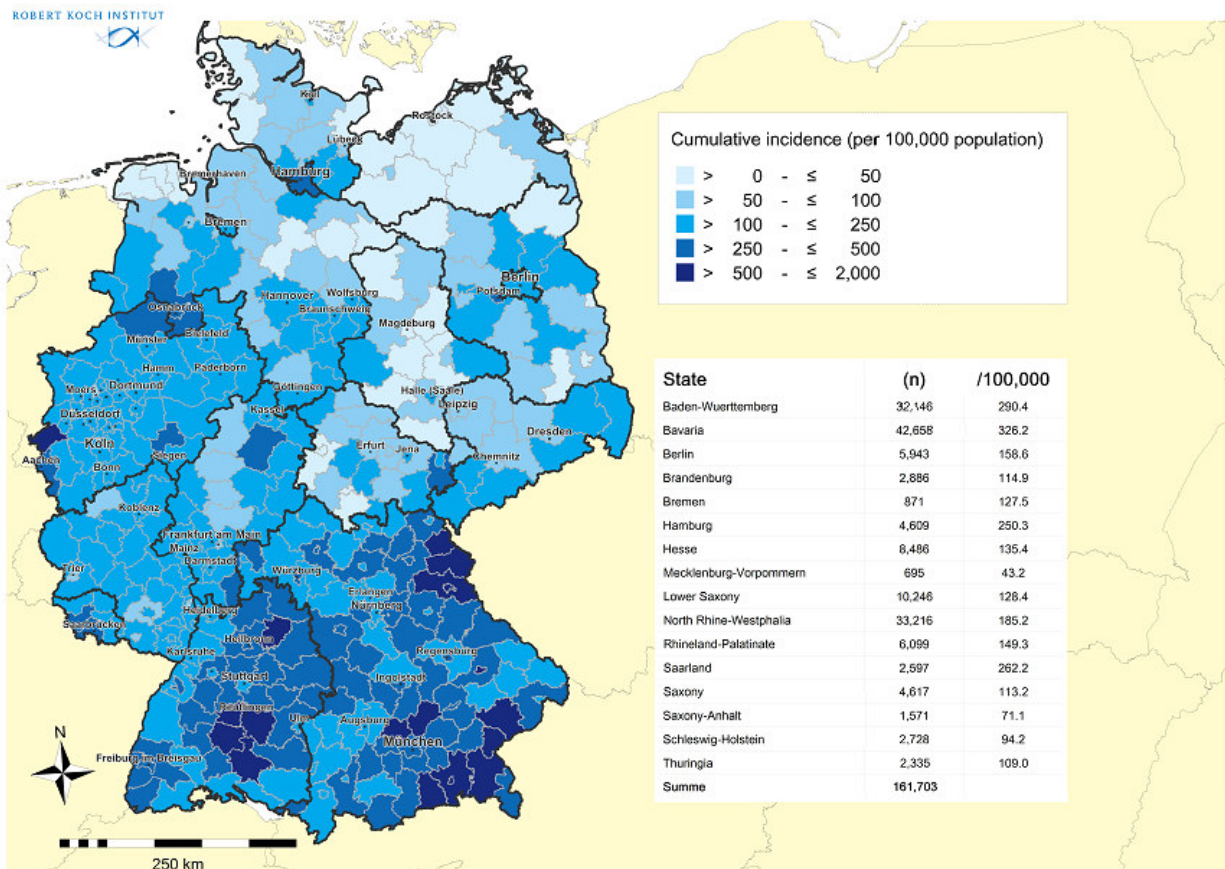 ROBERT KOCH INSTITUT
Kiel
Rostock
Lübeck
Bremerhaven
Hamburg
Bremen
Berlin
Potsdam
Hannover
Wolfsburg
Braunschweig
Osnabrück
Magdeburg
Bielefeld
Münster
Hamm
Paderborn
Göttingen
Halle (Saale)
Leipzig
Moers
Dortmund
Düsseldorf
Kassel
Dresden
Köln
Erfurt
Jena
Chemnitz
Aachen
Siegen
Bonn
Koblenz
Frankfurt am Main
Mainz
Darmstadt
Trier
Würzburg
Erlangen
Nürnberg
Heidelberg
Saarbrücken
Heilbronn
Karlsruhe
Regensburg
Stuttgart
Ingolstadt
Reutlingen
Ulm
Augsburg
München
Freiburg im Breisgau
N
250 km
Cumulative incidence (per 100,000 population)
> 0 - ≤ 50
> 50 - ≤ 100
> 100 - ≤ 250
> 250 - ≤ 500
> 500 - ≤ 2,000
State (n) /100,000
Baden-Wuerttemberg 32,146 290.4
Bavaria 42,658 326.2
Berlin 5,943 158.6
Brandenburg 2,886 114.9
Bremen 871 127.5
Hamburg 4,609 250.3
Hesse 8,486 135.4
Mecklenburg-Vorpommern 695 43.2
Lower Saxony 10,246 128.4
North Rhine-Westphalia 33,216 185.2
Rhineland-Palatinate 6,099 149.3
Saarland 2,597 262.2
Saxony 4,617 113.2
Saxony-Anhalt 1,571 71.1
Schleswig-Holstein 2,728 94.2
Thuringia 2,335 109.0
Summe 161,703